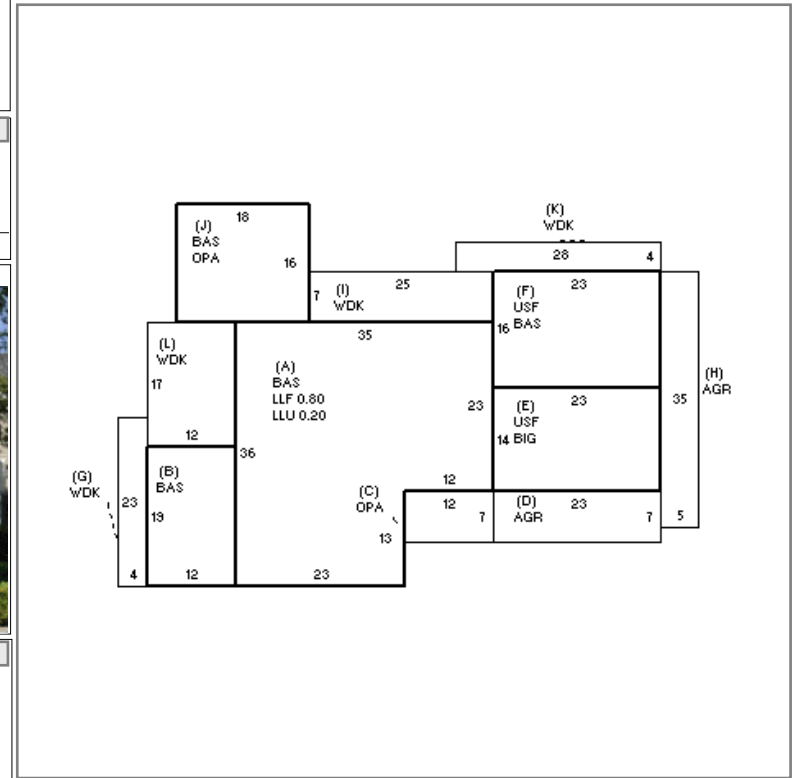 (K)
WDK
18
(J)
BAS
OPA
16
28
4
25
7
(I)
WDK
23
(F)
USF
16 BAS
35
(L)
WDK
17
(A)
BAS
LLF 0.80
LLU 0.20
(H)
AGR
35
23
23
(E)
USF
14 BIG
12
36
12
(G)
WDK
23
(B)
BAS
19
(C)
OPA
12
7
(D)
AGR
23
7
5
13
4
12
23